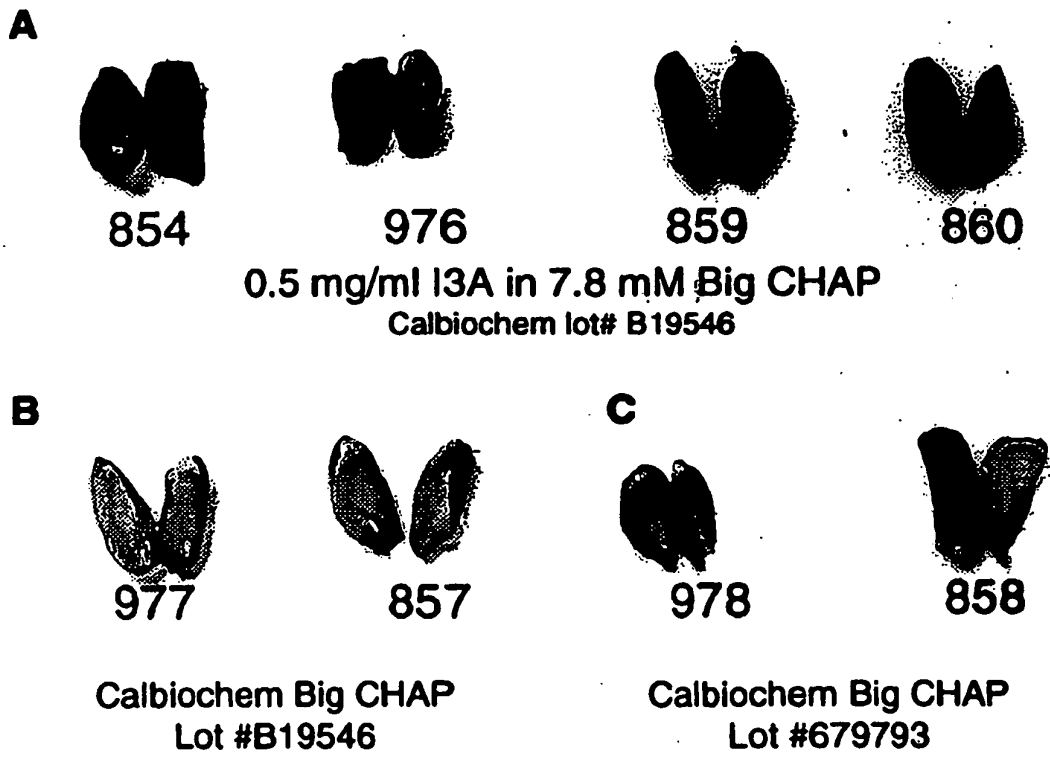 A
854 976 859 860
0.5 mg/ml I3A in 7.8 mM Big CHAP
Calbiochem lot# B19546
B
977 857
Calbiochem Big CHAP
Lot #B19546
C
978 858
Calbiochem Big CHAP
Lot #679793